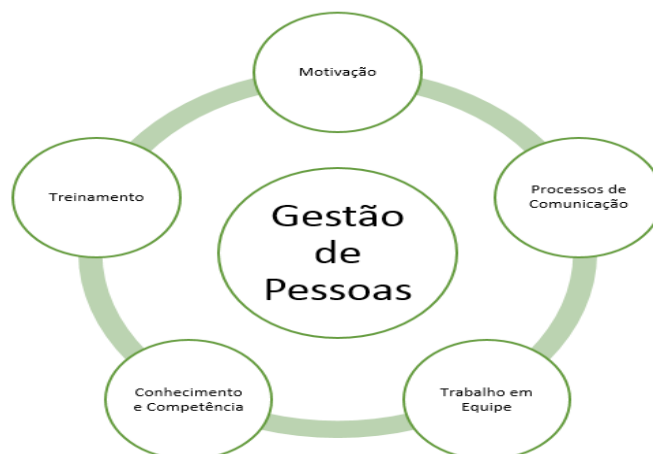 Motivação
Processos de
Comunicação
Trabalho em
Equipe
Conhecimento
e Competência
Treinamento
Gestão
de
Pessoas